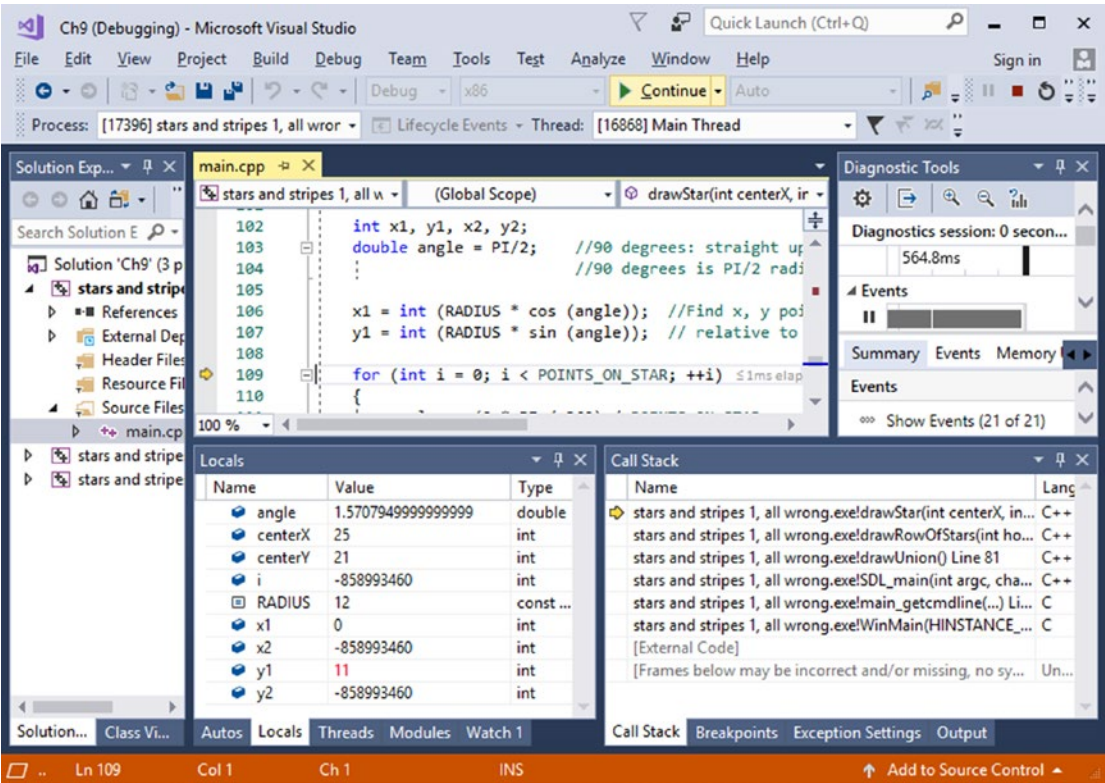 Ch9 (Debugging) - Microsoft Visual Studio
Quick Launch (Ctrl+Q)
File Edit View Project Build Debug Team Tools Test Analyze Window Help Sign in
Debug x86 Continue Auto
Process: [17396] stars and stripes 1, all wror Lifecycle Events Thread: [16868] Main Thread
Solution Exp...
Search Solution E
Solution 'Ch9' (3 p
stars and stripe
References
External Dep
Header Files
Resource Fil
Source Files
main.cp
stars and stripe
stars and stripe
Solution... Class Vi...
main.cpp
stars and stripes 1, all w (Global Scope) drawStar(int centerX, ir
102 int x1, y1, x2, y2;
103 double angle = PI/2; //90 degrees: straight up
104 //90 degrees is PI/2 radi
105
106 x1 = int (RADIUS * cos (angle)); //Find x, y poi
107 y1 = int (RADIUS * sin (angle)); // relative to
108
109 for (int i = 0; i < POINTS_ON_STAR; ++i) ≤1ms elap
110 {
100 %
Diagnostic Tools
Diagnostics session: 0 secon...
564.8ms
Events
Summary Events Memory
Events
Show Events (21 of 21)
Locals
Name Value Type
angle 1.5707949999999999 double
centerX 25 int
centerY 21 int
i -858993460 int
RADIUS 12 const ...
x1 0 int
x2 -858993460 int
y1 11 int
y2 -858993460 int
Autos Locals Threads Modules Watch 1
Call Stack
Name Lang
stars and stripes 1, all wrong.exe!drawStar(int centerX, in... C++
stars and stripes 1, all wrong.exe!drawRowOfStars(int ho... C++
stars and stripes 1, all wrong.exe!drawUnion() Line 81 C++
stars and stripes 1, all wrong.exe!SDL_main(int argc, cha... C++
stars and stripes 1, all wrong.exe!main_getcmdline(...) Li... C
stars and stripes 1, all wrong.exe!WinMain(HINSTANCE_... C
[External Code]
[Frames below may be incorrect and/or missing, no sy... Un...
Call Stack Breakpoints Exception Settings Output
Ln 109 Col 1 Ch 1 INS Add to Source Control